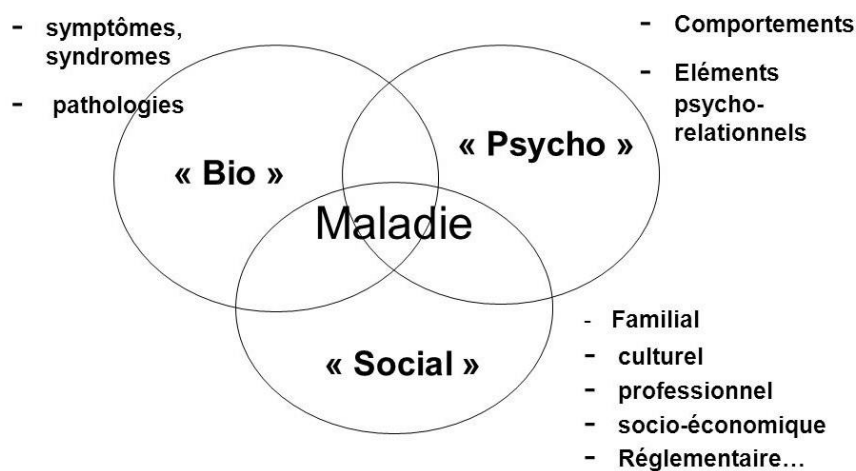 - symptômes,
syndromes
- pathologies
- Comportements
- Eléments
psycho-
relationnels
« Bio »
« Psycho »
Maladie
« Social »
- Familial
- culturel
- professionnel
- socio-économique
- Réglementaire…